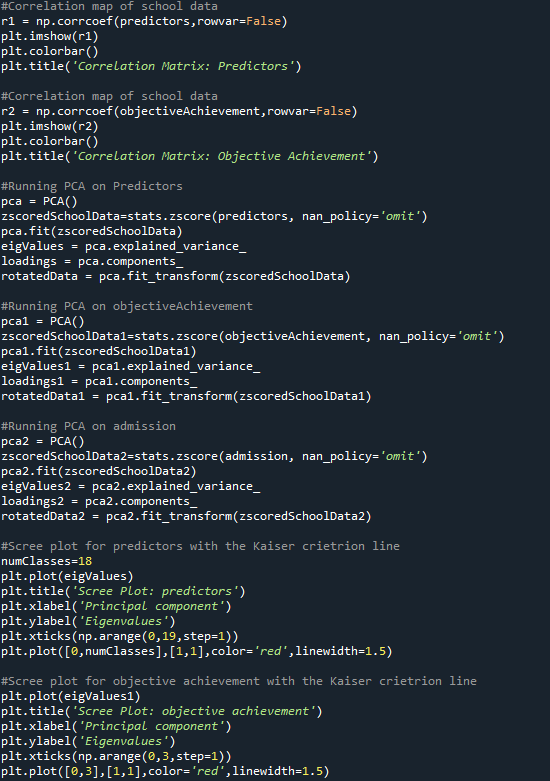 #Correlation map of school data
r1 = np.corrcoef(predictors,rowvar=False)
plt.imshow(r1)
plt.colorbar()
plt.title('Correlation Matrix: Predictors')

#Correlation map of school data
r2 = np.corrcoef(objectiveAchievement,rowvar=False)
plt.imshow(r2)
plt.colorbar()
plt.title('Correlation Matrix: Objective Achievement')

#Running PCA on Predictors
pca = PCA()
zscoredSchoolData=stats.zscore(predictors, nan_policy='omit')
pca.fit(zscoredSchoolData)
eigValues = pca.explained_variance_
loadings = pca.components_
rotatedData = pca.fit_transform(zscoredSchoolData)

#Running PCA on objectiveAchievement
pca1 = PCA()
zscoredSchoolData1=stats.zscore(objectiveAchievement, nan_policy='omit')
pca1.fit(zscoredSchoolData1)
eigValues1 = pca1.explained_variance_
loadings1 = pca1.components_
rotatedData1 = pca1.fit_transform(zscoredSchoolData1)

#Running PCA on admission
pca2 = PCA()
zscoredSchoolData2=stats.zscore(admission, nan_policy='omit')
pca2.fit(zscoredSchoolData2)
eigValues2 = pca2.explained_variance_
loadings2 = pca2.components_
rotatedData2 = pca2.fit_transform(zscoredSchoolData2)

#Scree plot for predictors with the Kaiser crietrion line
numClasses=18
plt.plot(eigValues)
plt.title('Scree Plot: predictors')
plt.xlabel('Principal component')
plt.ylabel('Eigenvalues')
plt.xticks(np.arange(0,19,step=1))
plt.plot([0,numClasses],[1,1],color='red',linewidth=1.5)

#Scree plot for objective achievement with the Kaiser crietrion line
plt.plot(eigValues1)
plt.title('Scree Plot: objective achievement')
plt.xlabel('Principal component')
plt.ylabel('Eigenvalues')
plt.xticks(np.arange(0,3,step=1))
plt.plot([0,3],[1,1],color='red',linewidth=1.5)